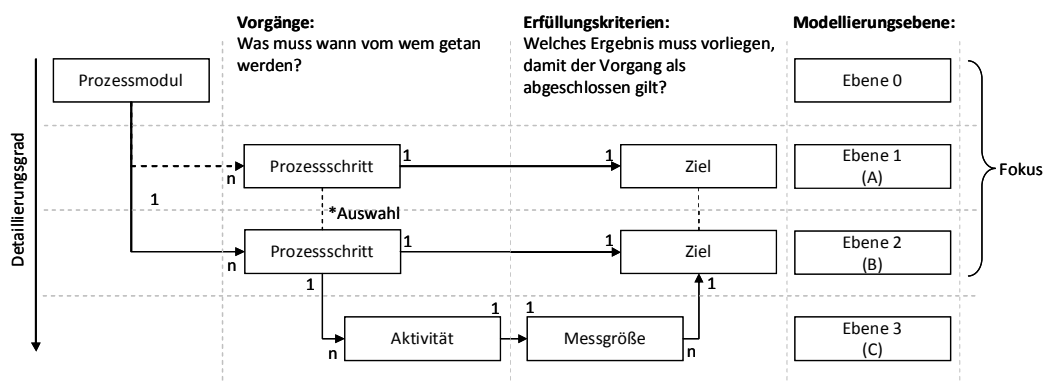 Vorgänge:
Was muss wann vom wem getan
werden?
Erfüllungskriterien:
Welches Ergebnis muss vorliegen,
damit der Vorgang als
abgeschlossen gilt?
Modellierungsebene:
Detaillierungsgrad
Prozessmodul
Ebene 0
n
1
Prozessschritt
1
1
Ziel
Ebene 1
(A)
Fokus
*Auswahl
n
Prozessschritt
1
1
Ziel
Ebene 2
(B)
1
n
Aktivität
1
1
Messgröße
n
1
Ebene 3
(C)